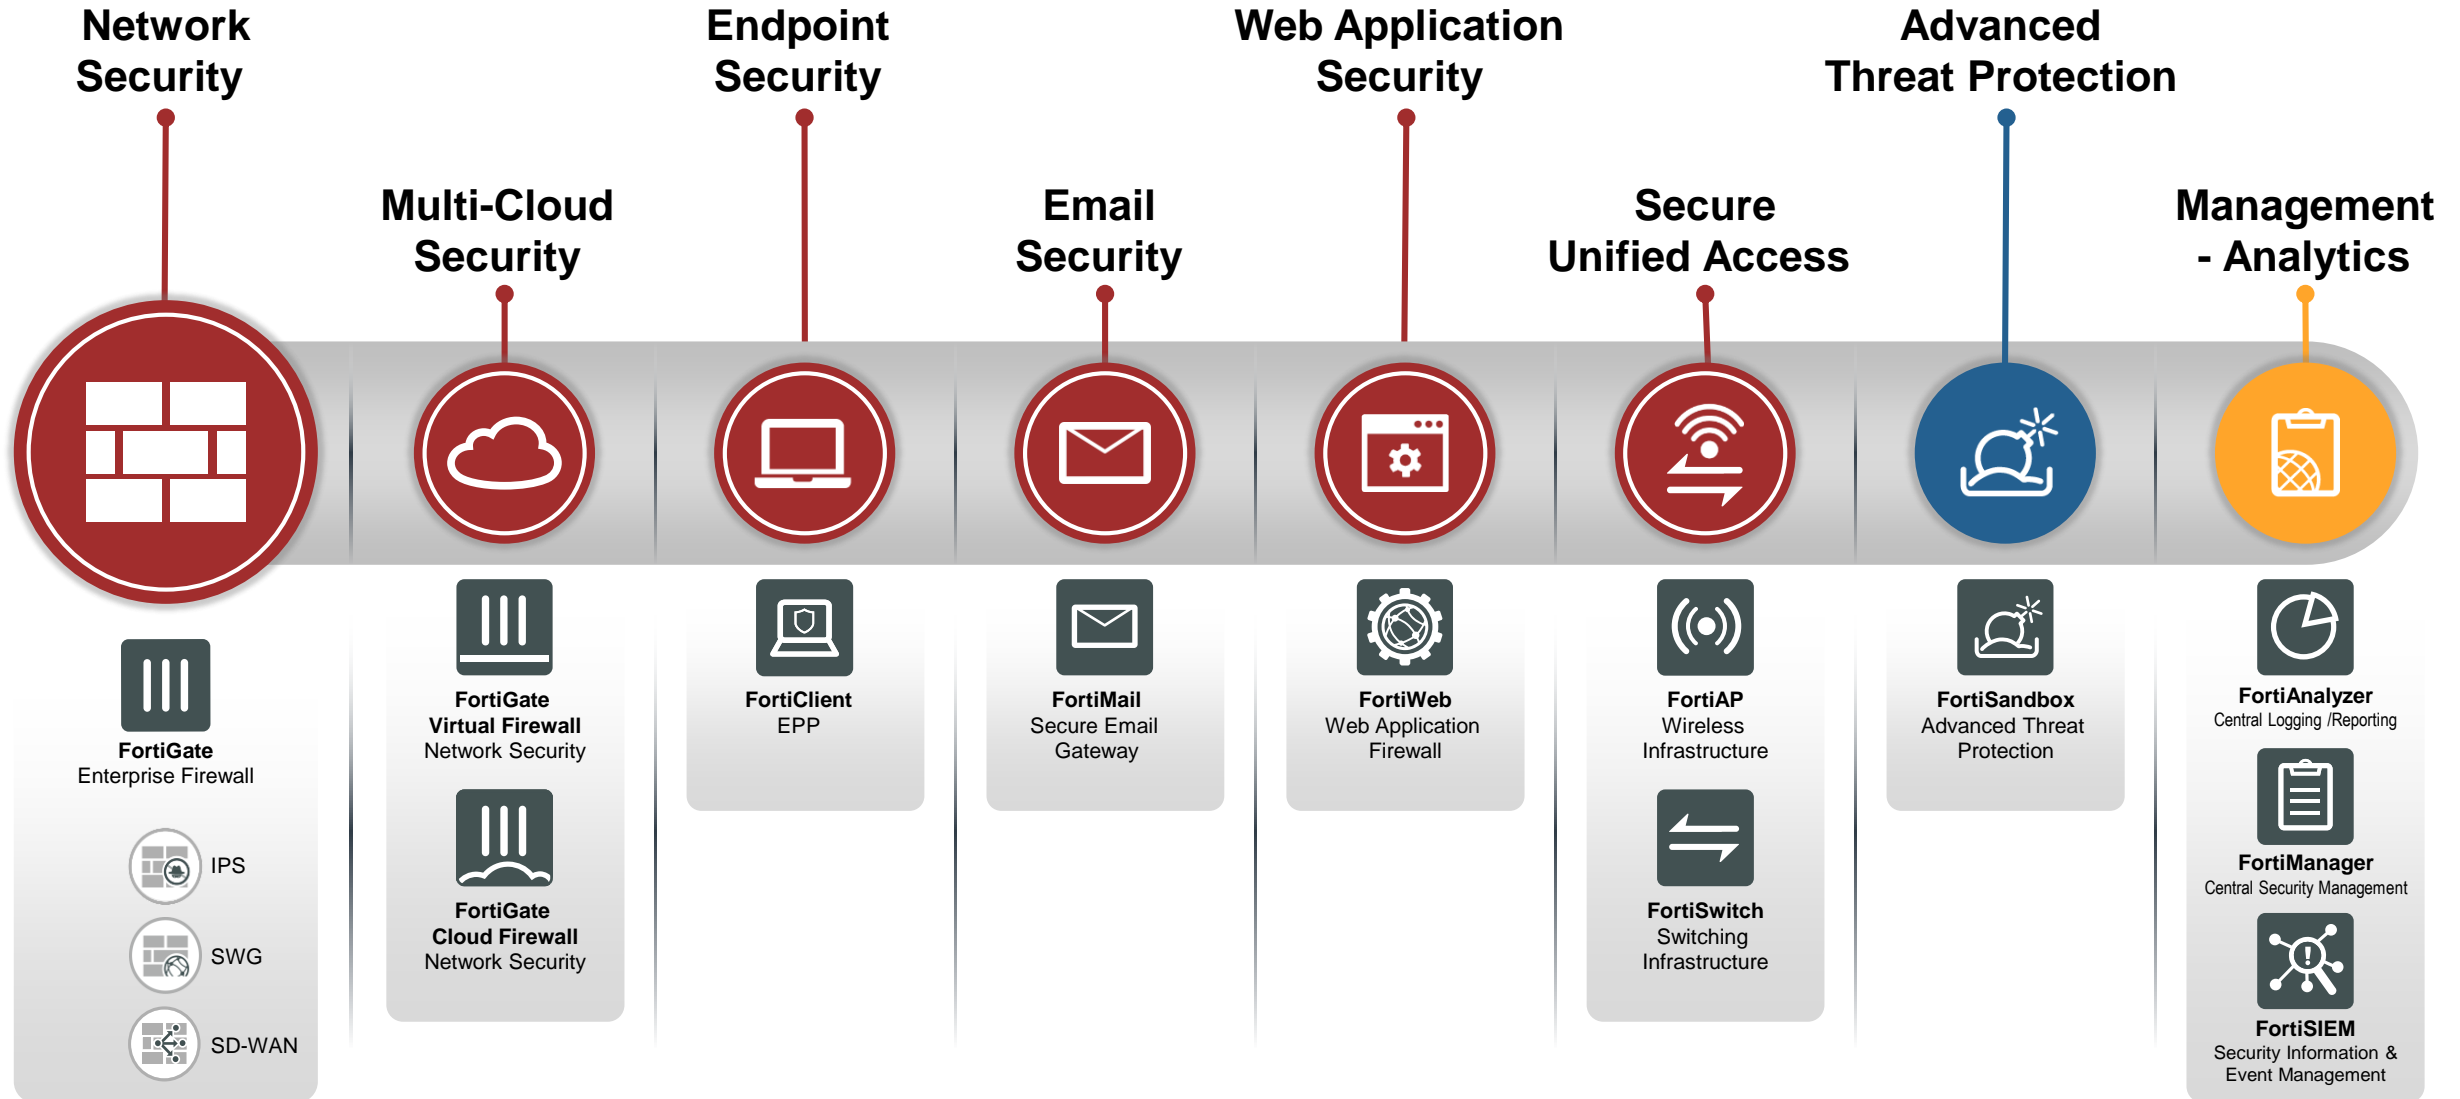 Network
Security
Endpoint
Security
Web Application
Security
Advanced
Threat Protection
Multi-Cloud
Security
Email
Security
Secure
Unified Access
Management
- Analytics
FortiGate
Enterprise Firewall
IPS
SWG
SD-WAN
FortiGate
Virtual Firewall
Network Security
FortiGate
Cloud Firewall
Network Security
FortiClient
EPP
FortiMail
Secure Email
Gateway
FortiWeb
Web Application
Firewall
FortiAP
Wireless
Infrastructure
FortiSwitch
Switching
Infrastructure
FortiSandbox
Advanced Threat
Protection
FortiAnalyzer
Central Logging /Reporting
FortiManager
Central Security Management
FortiSIEM
Security Information &
Event Management